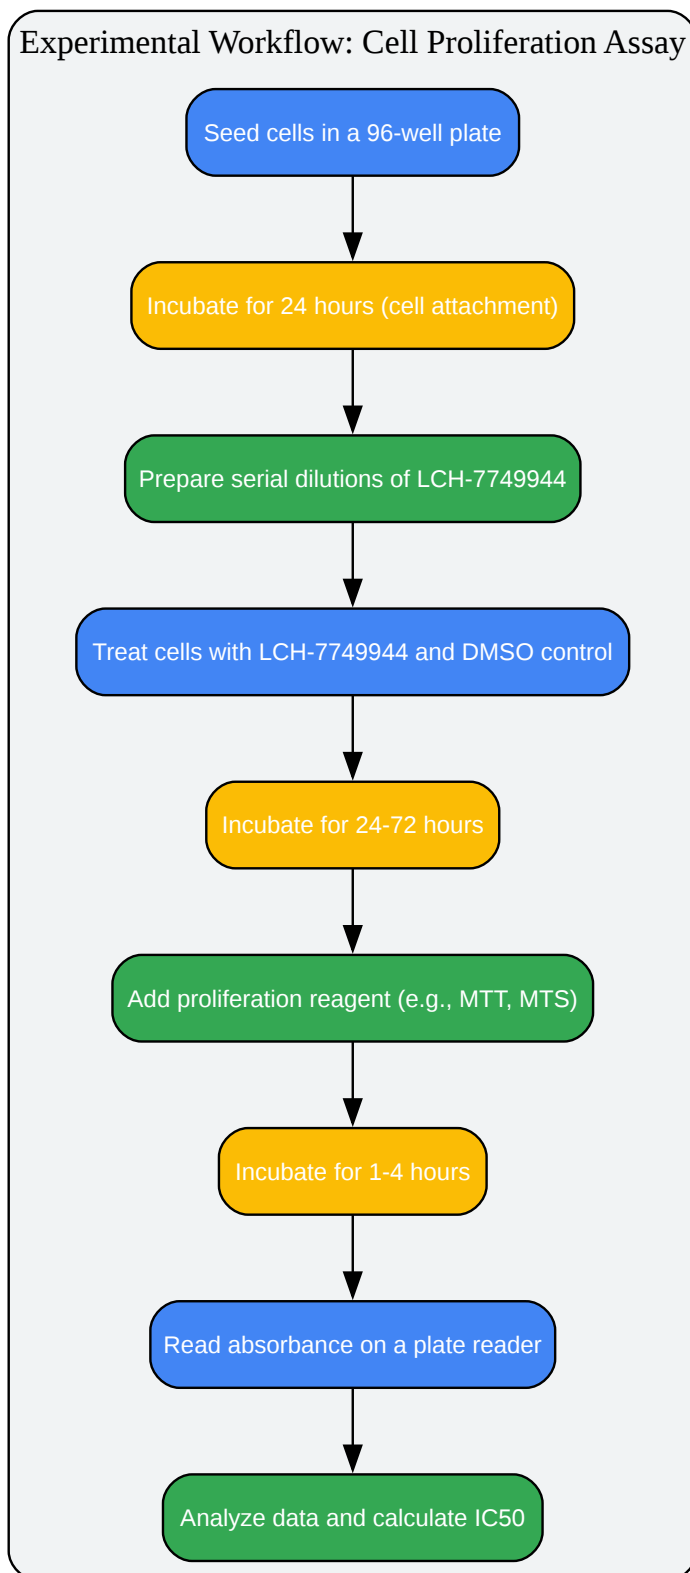 Experimental Workflow: Cell Proliferation Assay
Seed cells in a 96-well plate
Incubate for 24 hours (cell attachment)
Prepare serial dilutions of LCH-7749944
Treat cells with LCH-7749944 and DMSO control
Incubate for 24-72 hours
Add proliferation reagent (e.g., MTT, MTS)
Incubate for 1-4 hours
Read absorbance on a plate reader
Analyze data and calculate IC50